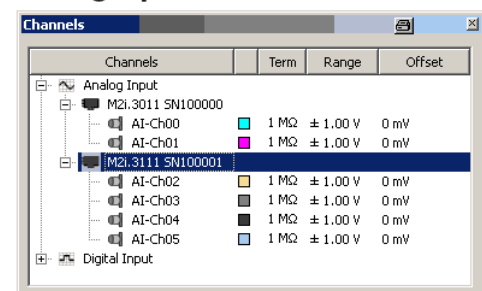 Channels
Channels Term Range Offset
Analog Input
M2i.3011 SN100000
AI-Ch00 1 MΩ ± 1.00 V 0 mV
AI-Ch01 1 MΩ ± 1.00 V 0 mV
M2i.3111 SN100001
AI-Ch02 1 MΩ ± 1.00 V 0 mV
AI-Ch03 1 MΩ ± 1.00 V 0 mV
AI-Ch04 1 MΩ ± 1.00 V 0 mV
AI-Ch05 1 MΩ ± 1.00 V 0 mV
Digital Input